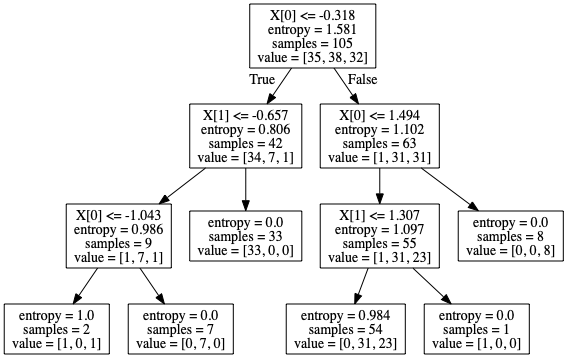 X[0] <= -0.318
entropy = 1.581
samples = 105
value = [35, 38, 32]
True
False
X[1] <= -0.657
entropy = 0.806
samples = 42
value = [34, 7, 1]
X[0] <= 1.494
entropy = 1.102
samples = 63
value = [1, 31, 31]
X[0] <= -1.043
entropy = 0.986
samples = 9
value = [1, 7, 1]
entropy = 0.0
samples = 33
value = [33, 0, 0]
X[1] <= 1.307
entropy = 1.097
samples = 55
value = [1, 31, 23]
entropy = 0.0
samples = 8
value = [0, 0, 8]
entropy = 1.0
samples = 2
value = [1, 0, 1]
entropy = 0.0
samples = 7
value = [0, 7, 0]
entropy = 0.984
samples = 54
value = [0, 31, 23]
entropy = 0.0
samples = 1
value = [1, 0, 0]